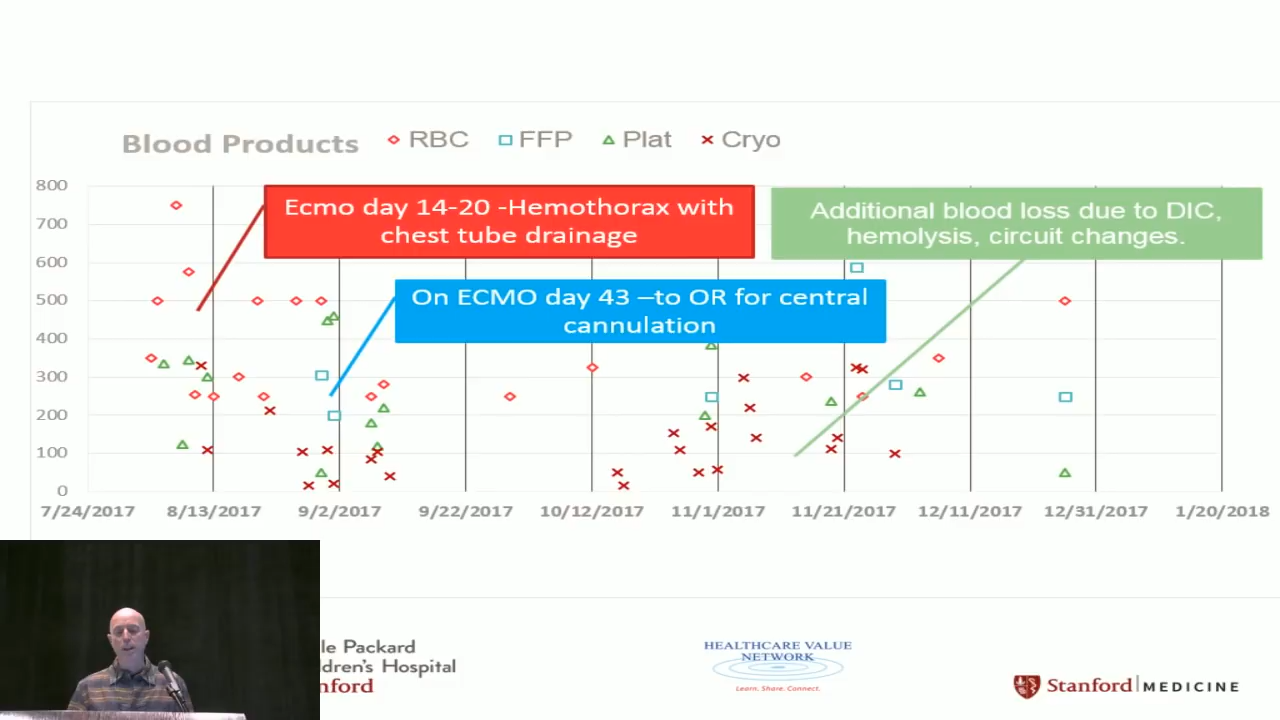 Blood Products RBC FFP Plat Cryo
800
700
600
500
400
300
200
100
0
Ecmo day 14-20 -Hemothorax with
chest tube drainage
Additional blood loss due to DIC,
hemolysis, circuit changes.
On ECMO day 43 –to OR for central
cannulation
7/24/2017 8/13/2017 9/2/2017 9/22/2017 10/12/2017 11/1/2017 11/21/2017 12/11/2017 12/31/2017 1/20/2018
Packard
Hospital
HEALTHCARE VALUE
NETWORK
Learn. Share. Connect.
Stanford MEDICINE